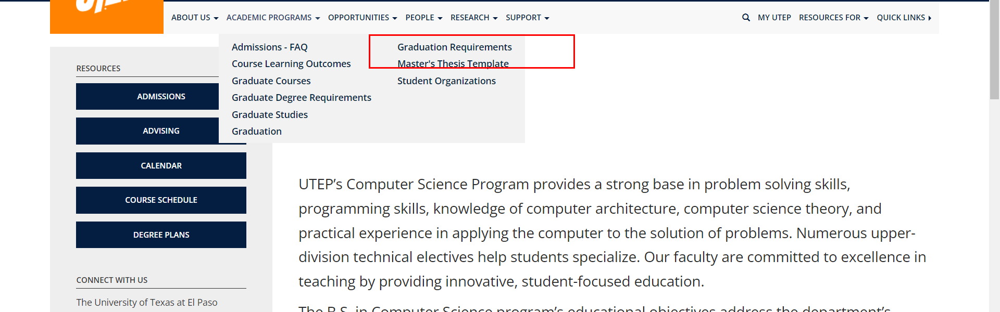 ABOUT US
ACADEMIC PROGRAMS
OPPORTUNITIES
PEOPLE
RESEARCH
SUPPORT
MY UTEP
RESOURCES FOR
QUICK LINKS
Admissions - FAQ
Course Learning Outcomes
Graduate Courses
Graduate Degree Requirements
Graduate Studies
Graduation
Graduation Requirements
Master's Thesis Template
Student Organizations
RESOURCES
ADMISSIONS
ADVISING
CALENDAR
COURSE SCHEDULE
DEGREE PLANS
CONNECT WITH US
The University of Texas at El Paso
UTEP’s Computer Science Program provides a strong base in problem solving skills,
programming skills, knowledge of computer architecture, computer science theory, and
practical experience in applying the computer to the solution of problems. Numerous upper-
division technical electives help students specialize. Our faculty are committed to excellence in
teaching by providing innovative, student-focused education.
The B.S. in Computer Science program’s educational objectives address the department’s